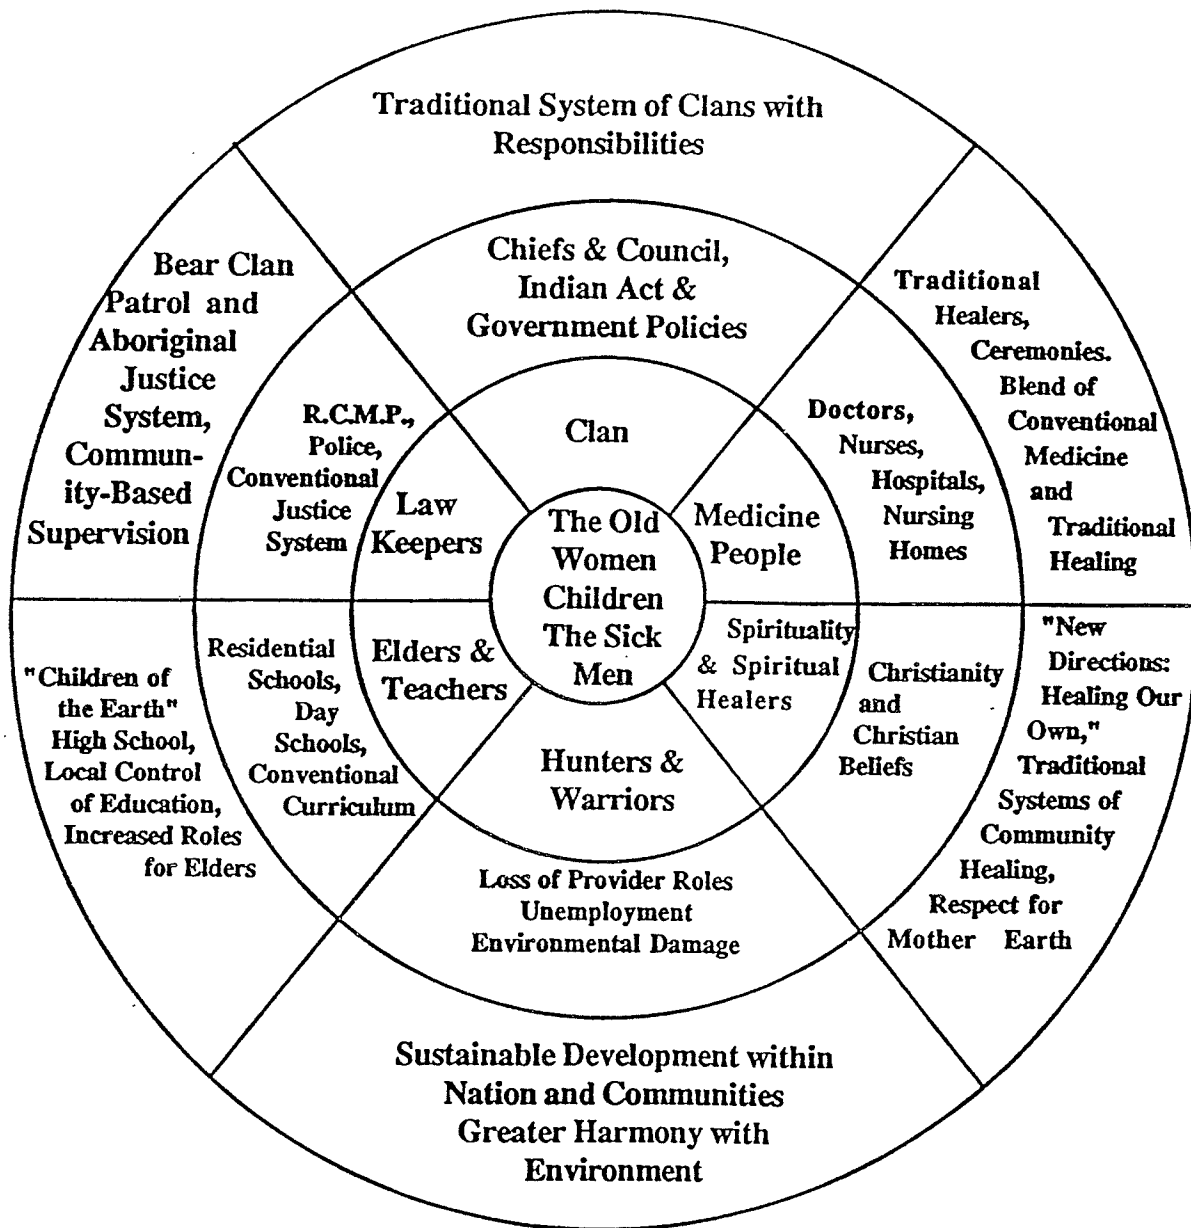 Traditional System of Clans with
Responsibilities
Chiefs & Council,
Indian Act &
Government Policies
Clan
Bear Clan
Patrol and
Aboriginal
Justice
System,
Commun-
ity-Based
Supervision
R.C.M.P.,
Police,
Conventional
Justice
System
Law
Keepers
The Old
Women
Children
The Sick
Men
Medicine
People
Doctors,
Nurses,
Hospitals,
Nursing
Homes
Traditional
Healers,
Ceremonies.
Blend of
Conventional
Medicine
and
Traditional
Healing
"Children of
the Earth"
High School,
Local Control
of Education,
Increased Roles
for Elders
Residential
Schools,
Day
Schools,
Conventional
Curriculum
Elders &
Teachers
Hunters &
Warriors
Spirituality
& Spiritual
Healers
Christianity
and
Christian
Beliefs
"New
Directions:
Healing Our
Own,"
Traditional
Systems of
Community
Healing,
Respect for
Mother Earth
Loss of Provider Roles
Unemployment
Environmental Damage
Sustainable Development within
Nation and Communities
Greater Harmony with
Environment